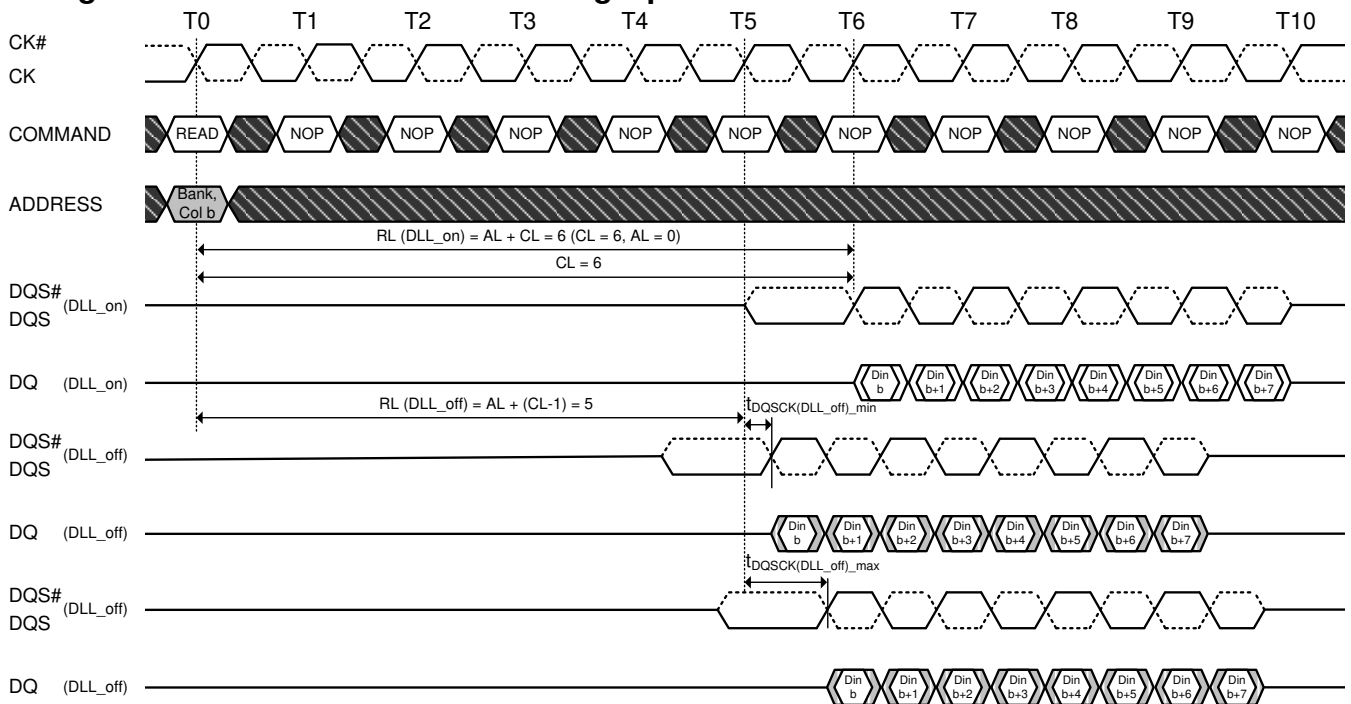 T0 T1 T2 T3 T4 T5 T6 T7 T8 T9 T10
CK#
CK
COMMAND READ NOP NOP NOP NOP NOP NOP NOP NOP NOP NOP
ADDRESS Bank,
Col b
RL (DLL_on) = AL + CL = 6 (CL = 6, AL = 0)
CL = 6
DQS# (DLL_on)
DQS
DQ (DLL_on) Din b Din b+1 Din b+2 Din b+3 Din b+4 Din b+5 Din b+6 Din b+7
RL (DLL_off) = AL + (CL-1) = 5 tDQSCK(DLL_off)_min
DQS# (DLL_off)
DQS
DQ (DLL_off) Din b Din b+1 Din b+2 Din b+3 Din b+4 Din b+5 Din b+6 Din b+7
tDQSCK(DLL_off)_max
DQS# (DLL_off)
DQS
DQ (DLL_off) Din b Din b+1 Din b+2 Din b+3 Din b+4 Din b+5 Din b+6 Din b+7